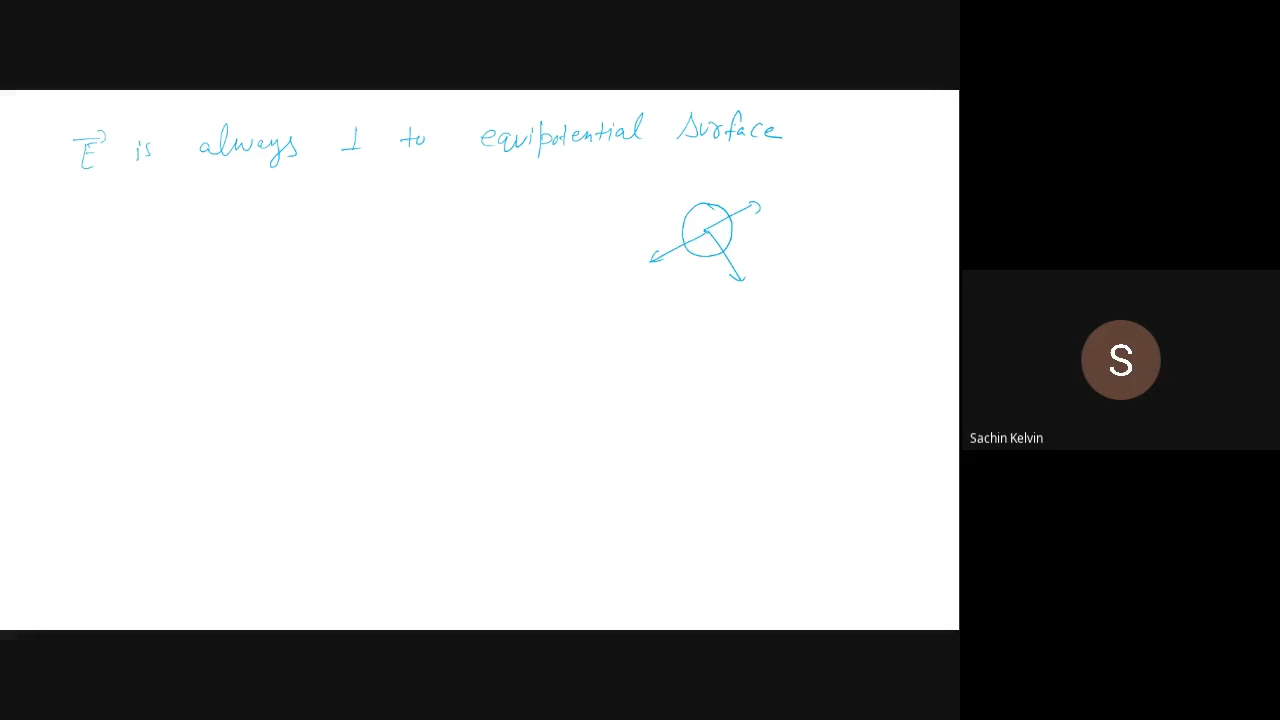 E⃗ is always ⊥ to equipotential surface
S
Sachin Kelvin